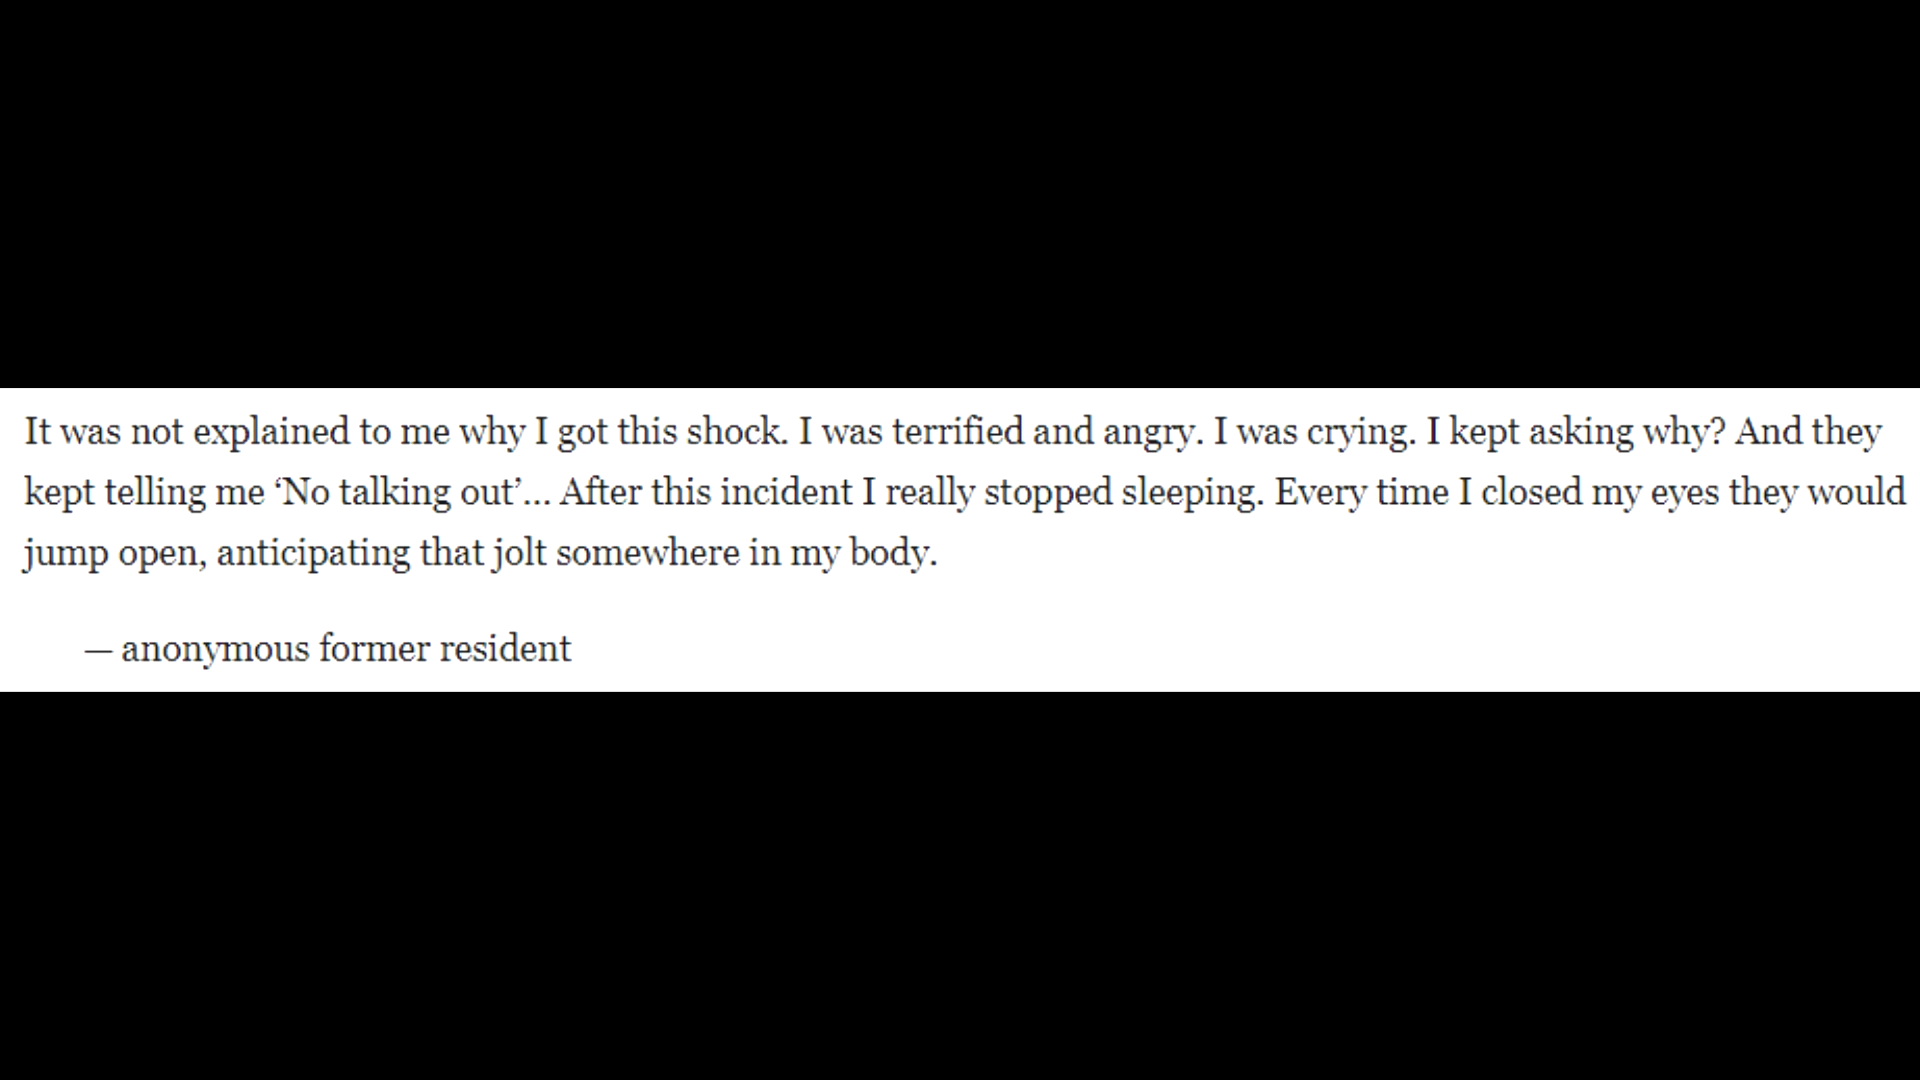 It was not explained to me why I got this shock. I was terrified and angry. I was crying. I kept asking why? And they
kept telling me ‘No talking out’… After this incident I really stopped sleeping. Every time I closed my eyes they would
jump open, anticipating that jolt somewhere in my body.
— anonymous former resident